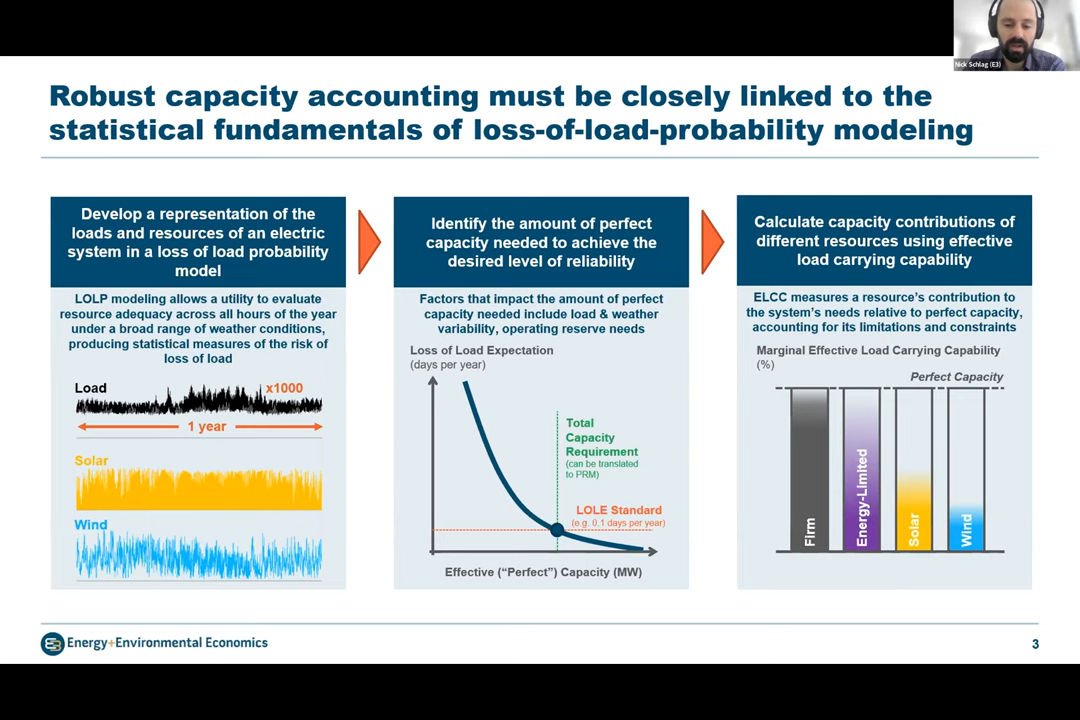 Nick Schlag (E3)
Robust capacity accounting must be closely linked to the
statistical fundamentals of loss-of-load-probability modeling
Develop a representation of the
loads and resources of an electric
system in a loss of load probability
model
LOLP modeling allows a utility to evaluate
resource adequacy across all hours of the year
under a broad range of weather conditions,
producing statistical measures of the risk of
loss of load
Load
x1000
1 year
Solar
Wind
Identify the amount of perfect
capacity needed to achieve the
desired level of reliability
Factors that impact the amount of perfect
capacity needed include load & weather
variability, operating reserve needs
Loss of Load Expectation
(days per year)
Total
Capacity
Requirement
(can be translated
to PRM)
LOLE Standard
(e.g. 0.1 days per year)
Effective (“Perfect”) Capacity (MW)
Calculate capacity contributions of
different resources using effective
load carrying capability
ELCC measures a resource’s contribution to
the system’s needs relative to perfect capacity,
accounting for its limitations and constraints
Marginal Effective Load Carrying Capability
(%)
Perfect Capacity
Firm
Energy-Limited
Solar
Wind
Energy+Environmental Economics
3